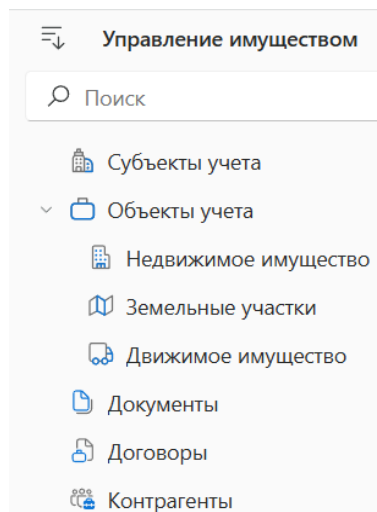 Управление имуществом
Поиск
Субъекты учета
Объекты учета
Недвижимое имущество
Земельные участки
Движимое имущество
Документы
Договоры
Контрагенты